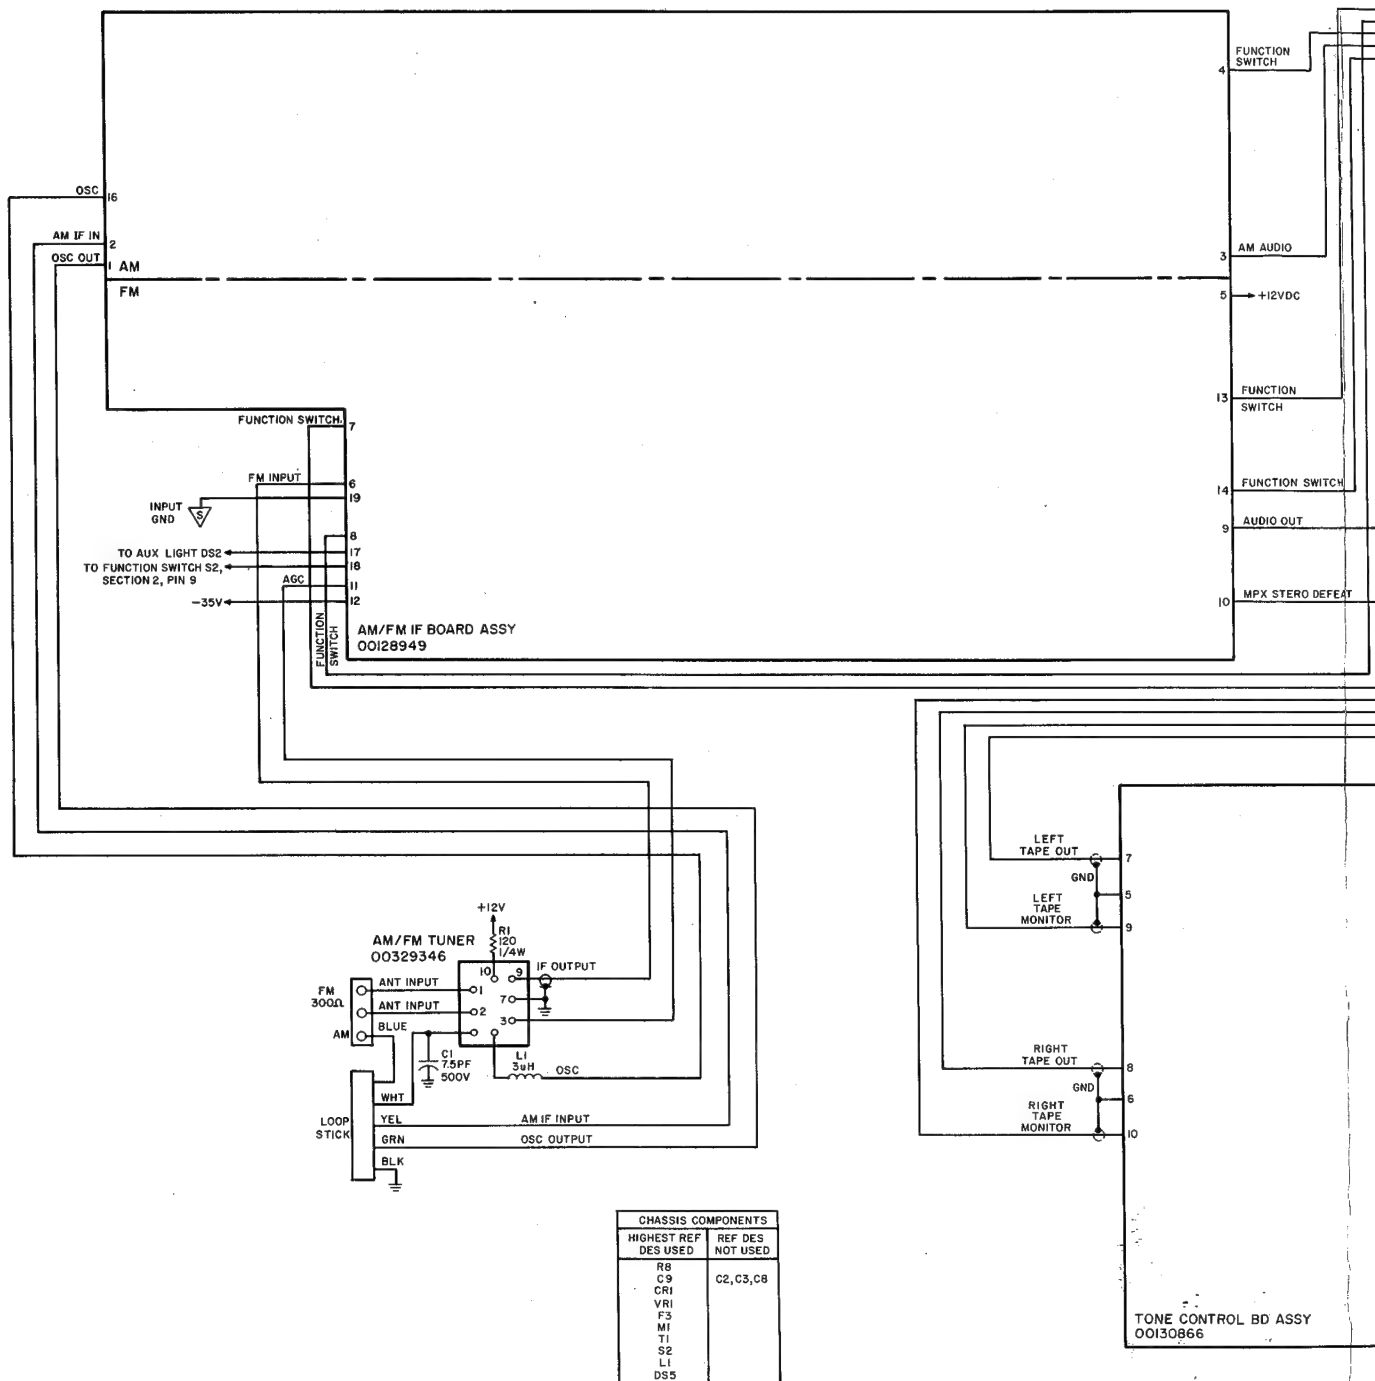 FUNCTION
SWITCH
4
OSC
16
AM IF IN
2
OSC OUT
1
AM
FM
3
AM AUDIO
5
+12VDC
13
FUNCTION
SWITCH
FUNCTION SWITCH
7
FM INPUT
6
19
INPUT
GND
S
8
TO AUX LIGHT DS2
17
TO FUNCTION SWITCH S2,
SECTION 2, PIN 9
18
AGC
11
-35V
12
14
FUNCTION SWITCH
9
AUDIO OUT
10
MPX STERO DEFEAT
FUNCTION
SWITCH
AM/FM IF BOARD ASSY
00128949
LEFT
TAPE OUT
7
GND
5
LEFT
TAPE
MONITOR
9
+12V
R1
120
1/4W
AM/FM TUNER
00329346
10
9
IF OUTPUT
FM
300Ω
ANT INPUT
1
7
ANT INPUT
2
3
AM
BLUE
C1
7.5PF
500V
L1
3uH
OSC
WHT
LOOP
STICK
YEL
AM IF INPUT
GRN
OSC OUTPUT
BLK
RIGHT
TAPE OUT
8
GND
6
RIGHT
TAPE
MONITOR
10
CHASSIS COMPONENTS
HIGHEST REF
DES USED
REF DES
NOT USED
R8
C9
C2,C3,C8
CR1
VR1
F3
M1
T1
S2
L1
DS5
TONE CONTROL BD ASSY
00130866